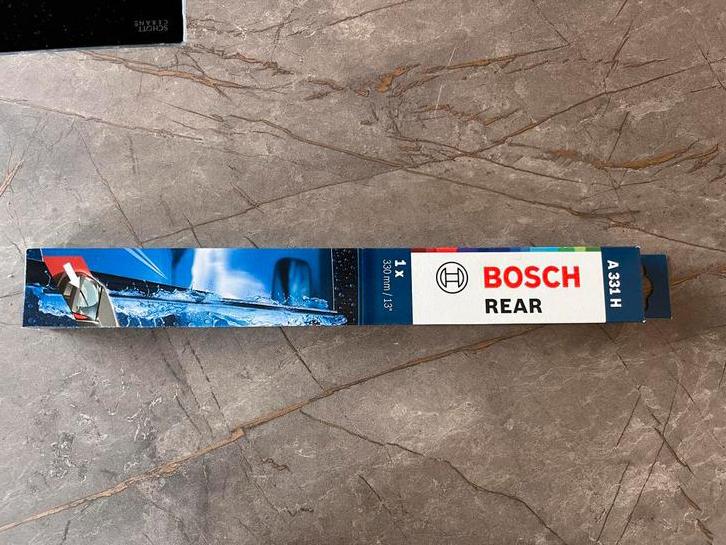 SCHOTT
CERAN®
1 x
330 mm / 13"
BOSCH
REAR
A 331 H